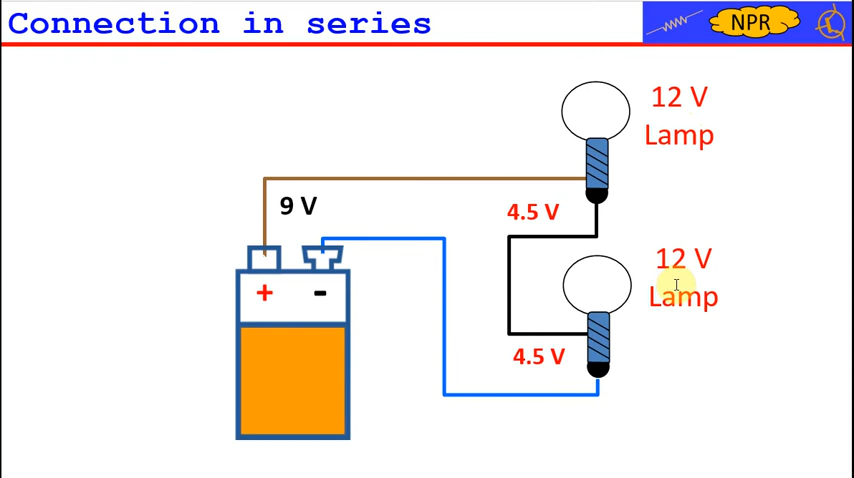 Connection in series
NPR
12 V
Lamp
9 V
4.5 V
12 V
Lamp
+ -
4.5 V